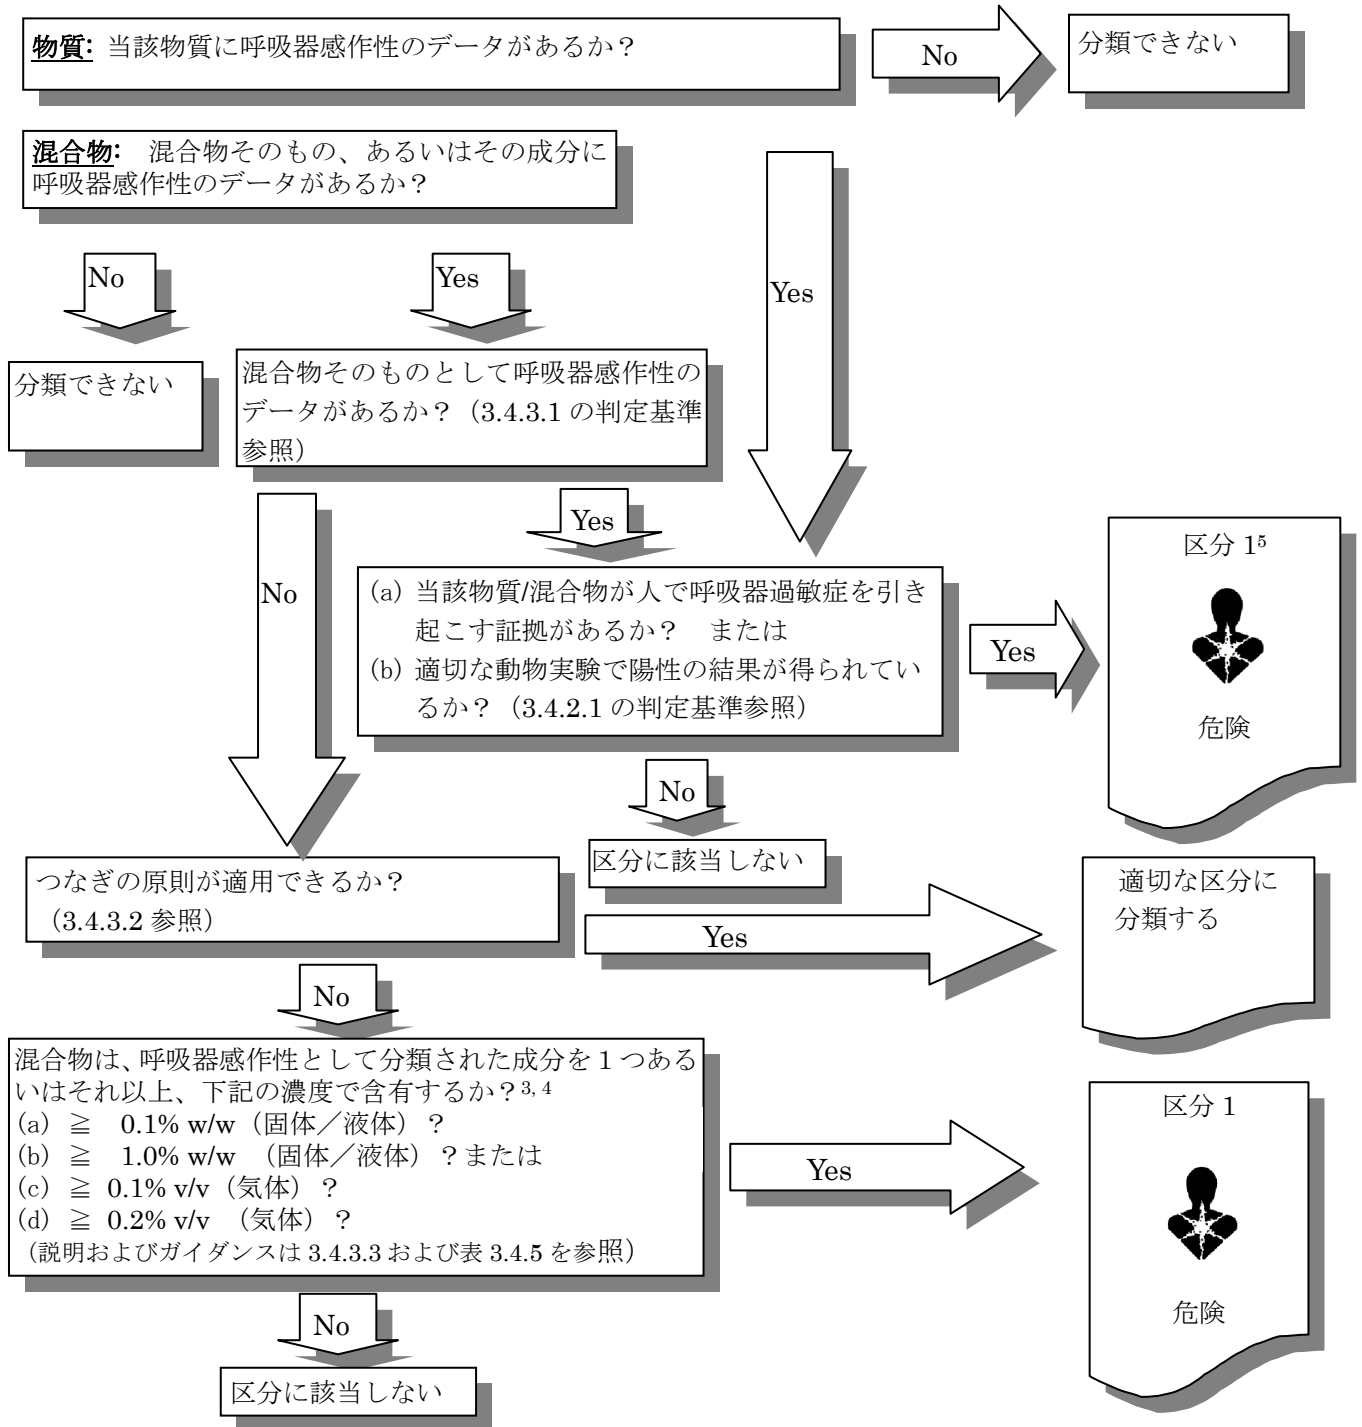 物質: 当該物質に呼吸器感作性のデータがあるか？
No
分類できない
混合物: 混合物そのもの、あるいはその成分に
呼吸器感作性のデータがあるか？
No
Yes
Yes
分類できない
混合物そのものとして呼吸器感作性の
データがあるか？（3.4.3.1 の判定基準
参照）
No
Yes
(a) 当該物質/混合物が人で呼吸器過敏症を引き
起こす証拠があるか？ または
(b) 適切な動物実験で陽性の結果が得られてい
るか？（3.4.2.1 の判定基準参照）
Yes
区分 1⁵
危険
No
区分に該当しない
つなぎの原則が適用できるか？
（3.4.3.2 参照）
Yes
適切な区分に
分類する
No
混合物は、呼吸器感作性として分類された成分を 1 つある
いはそれ以上、下記の濃度で含有するか？³, ⁴
(a) ≧ 0.1% w/w（固体／液体）？
(b) ≧ 1.0% w/w （固体／液体）？または
(c) ≧ 0.1% v/v（気体）？
(d) ≧ 0.2% v/v （気体）？
（説明およびガイダンスは 3.4.3.3 および表 3.4.5 を参照）
Yes
区分 1
危険
No
区分に該当しない